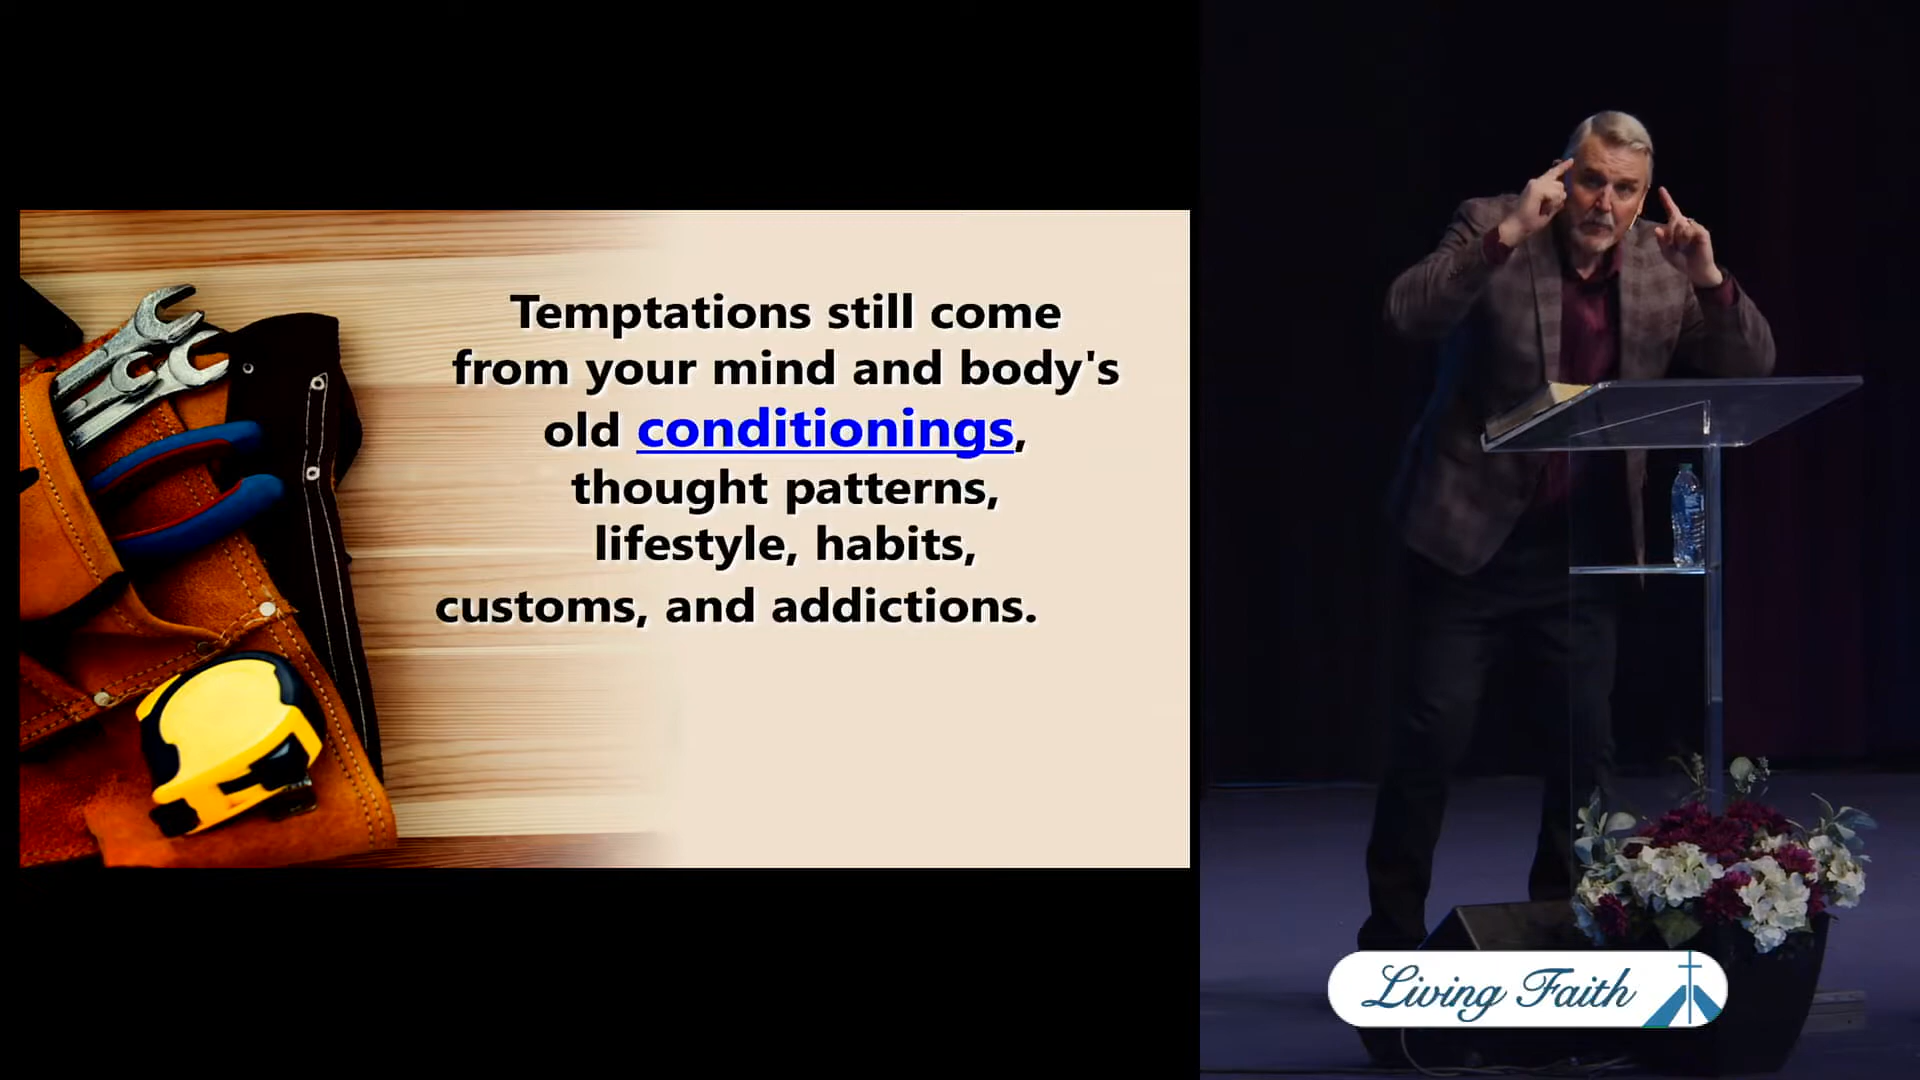 Temptations still come
from your mind and body's
old conditionings,
thought patterns,
lifestyle, habits,
customs, and addictions.
Living Faith